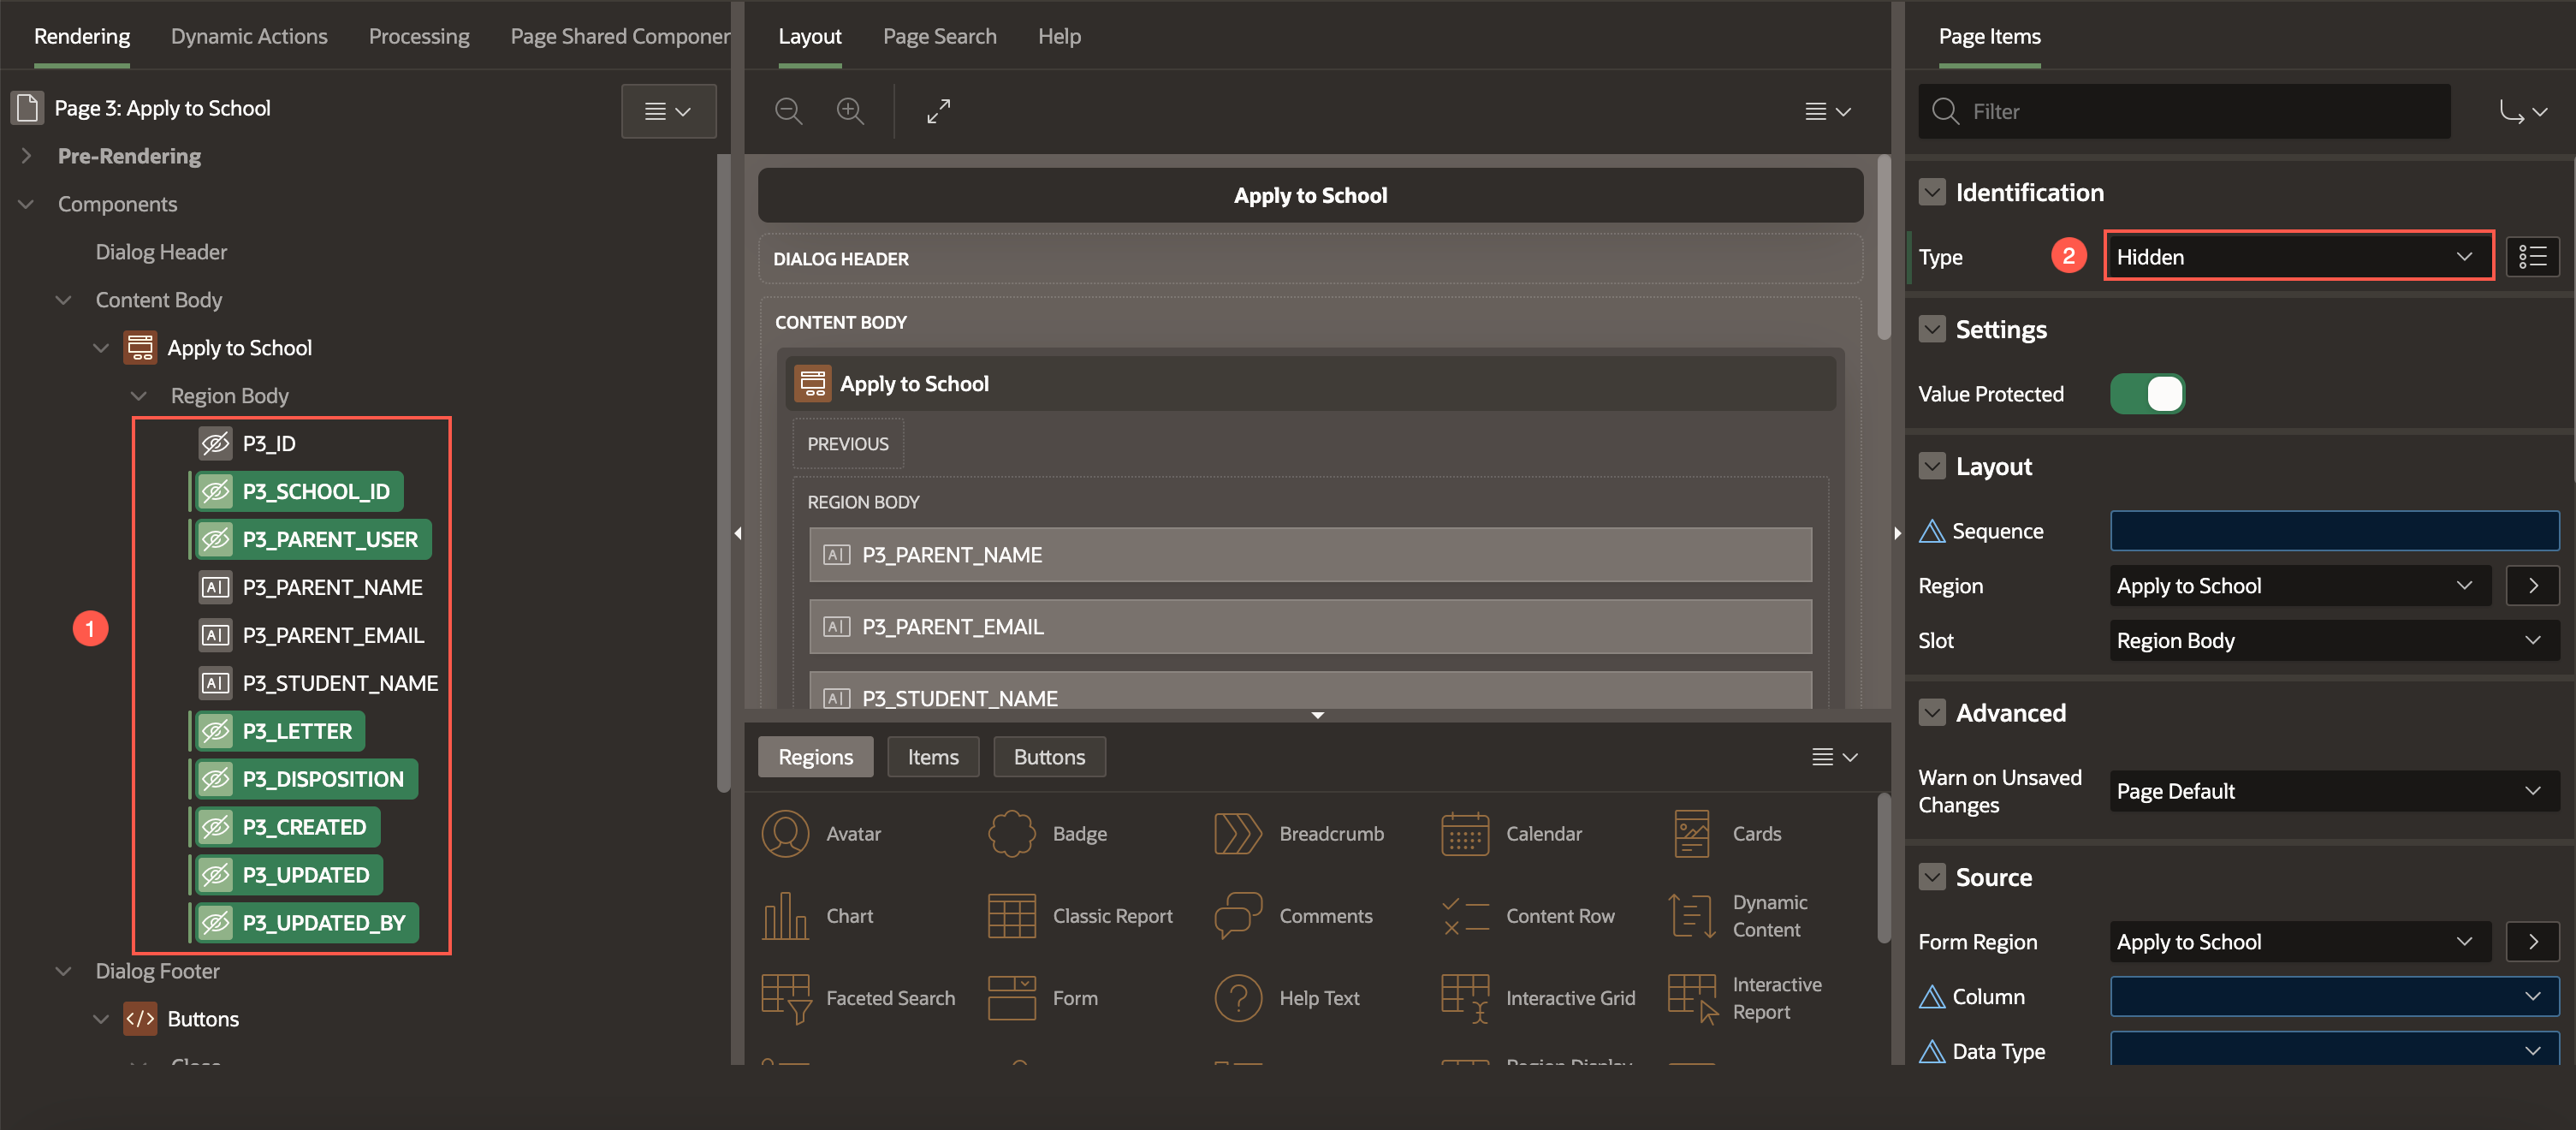 Rendering
Dynamic Actions
Processing
Page Shared Componer
Page 3: Apply to School
Pre-Rendering
Components
Dialog Header
Content Body
Apply to School
Region Body
1
P3_ID
P3_SCHOOL_ID
P3_PARENT_USER
P3_PARENT_NAME
P3_PARENT_EMAIL
P3_STUDENT_NAME
P3_LETTER
P3_DISPOSITION
P3_CREATED
P3_UPDATED
P3_UPDATED_BY
Dialog Footer
Buttons
Layout
Page Search
Help
Apply to School
DIALOG HEADER
CONTENT BODY
Apply to School
PREVIOUS
REGION BODY
P3_PARENT_NAME
P3_PARENT_EMAIL
P3_STUDENT_NAME
Regions
Items
Buttons
Avatar
Badge
Breadcrumb
Calendar
Cards
Chart
Classic Report
Comments
Content Row
Dynamic
Content
Faceted Search
Form
Help Text
Interactive Grid
Interactive
Report
Page Items
Filter
Identification
Type
2
Hidden
Settings
Value Protected
Layout
Sequence
Region
Apply to School
Slot
Region Body
Advanced
Warn on Unsaved
Changes
Page Default
Source
Form Region
Apply to School
Column
Data Type